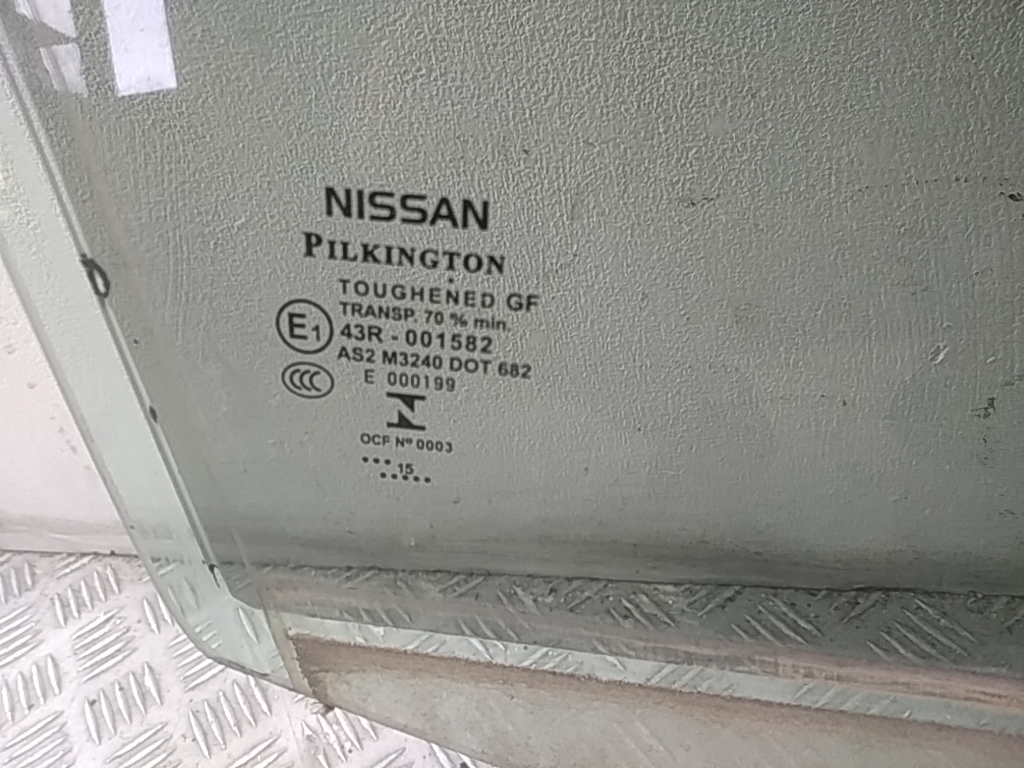 NISSAN
PILKINGTON
TOUGHENED GF
TRANSP. 70 % min.
E1
43R - 001582
AS2 M3240 DOT 682
CCC
E 000199
N
OCF Nº 0003
•••15
•••••